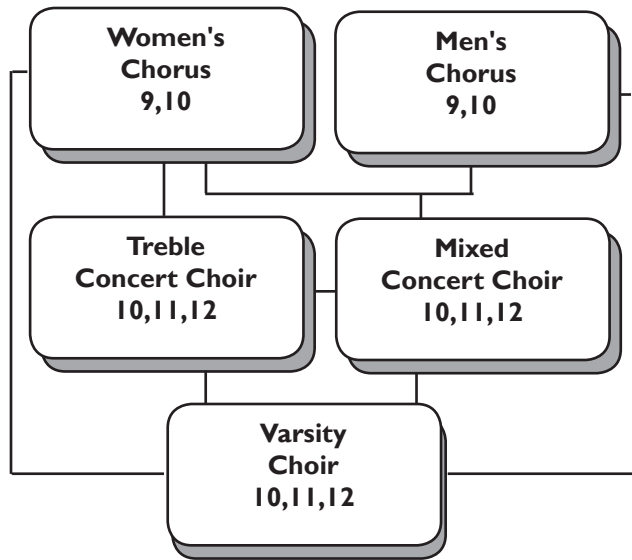 Women's
Chorus
9,10
Men's
Chorus
9,10
Treble
Concert Choir
10,11,12
Mixed
Concert Choir
10,11,12
Varsity
Choir
10,11,12